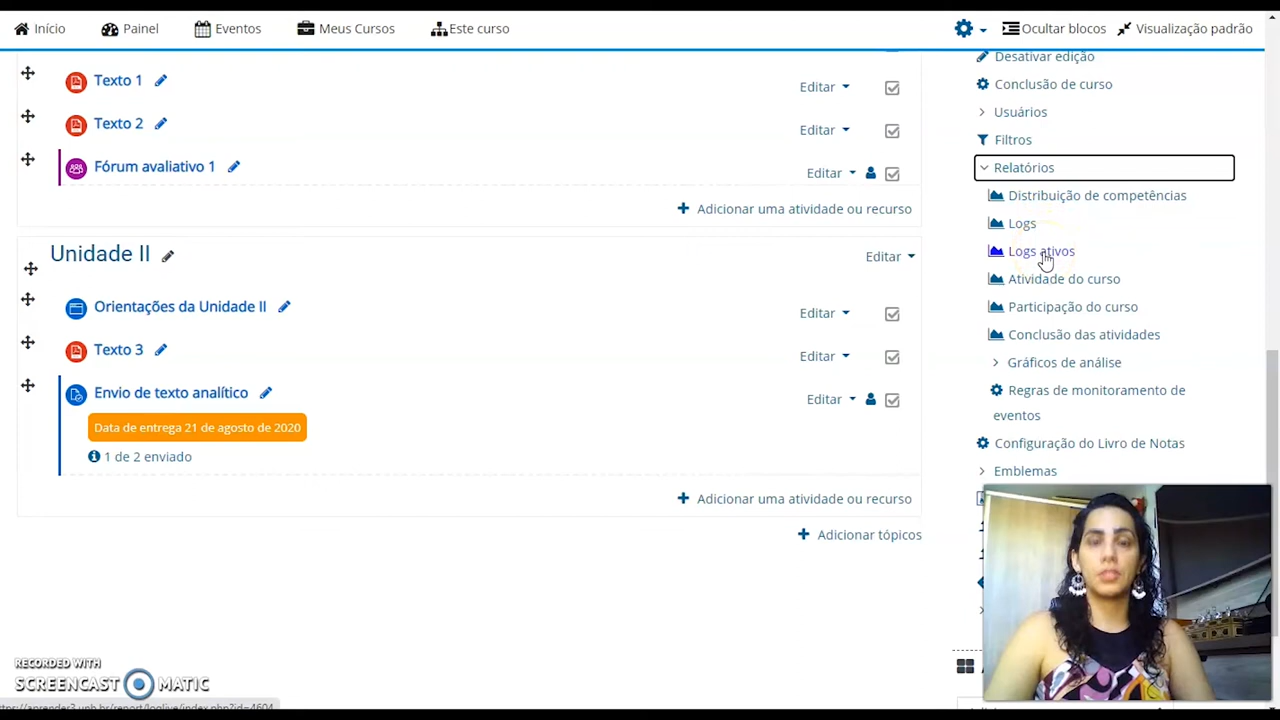 Início Painel Eventos Meus Cursos Este curso Ocultar blocos Visualização padrão
Texto 1 Editar
Texto 2 Editar
Fórum avaliativo 1 Editar
+ Adicionar uma atividade ou recurso
Unidade II Editar
Orientações da Unidade II Editar
Texto 3 Editar
Envio de texto analítico Editar
Data de entrega 21 de agosto de 2020
1 de 2 enviado
+ Adicionar uma atividade ou recurso
+ Adicionar tópicos
Desativar edição
Conclusão de curso
Usuários
Filtros
Relatórios
Distribuição de competências
Logs
Logs ativos
Atividade do curso
Participação do curso
Conclusão das atividades
Gráficos de análise
Regras de monitoramento de
eventos
Configuração do Livro de Notas
Emblemas
RECORDED WITH
SCREENCAST MATIC